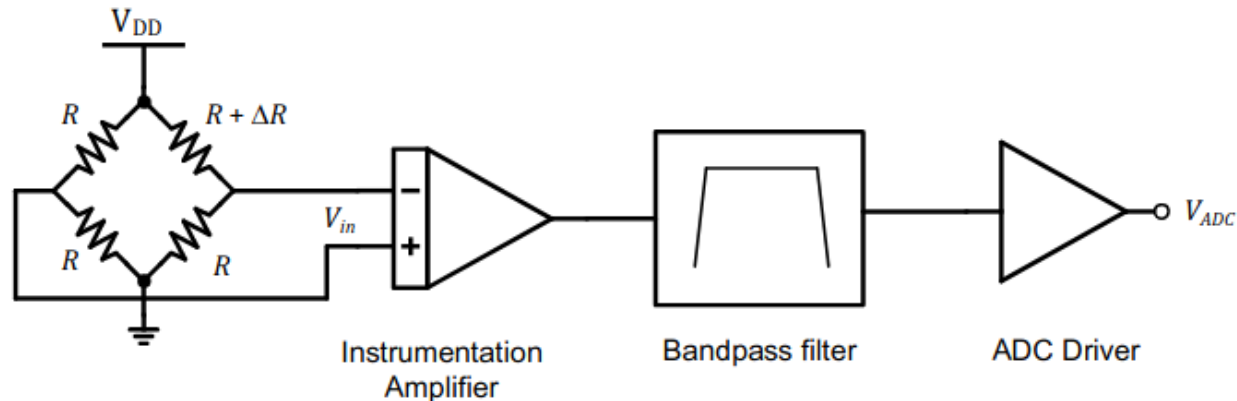 V_DD
R
R + ΔR
R
R
V_in
−
+
V_ADC
Instrumentation
Amplifier
Bandpass filter
ADC Driver